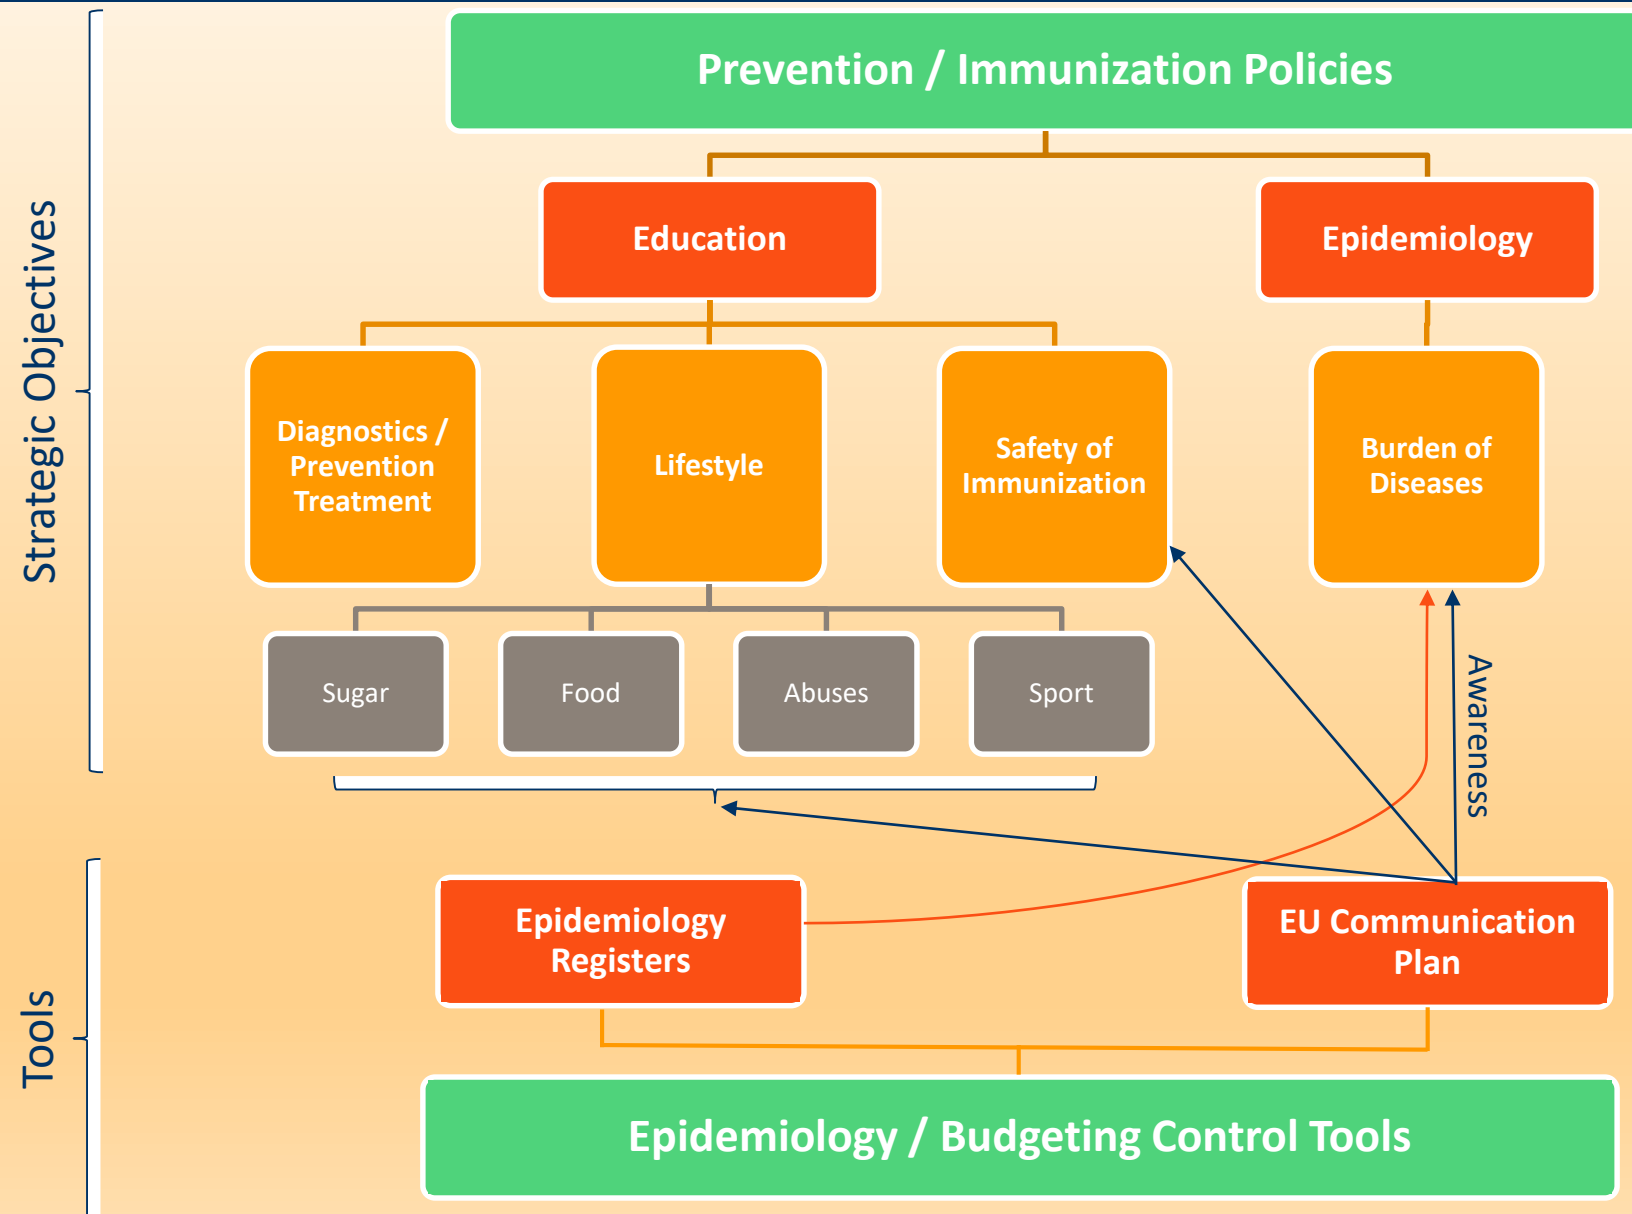 Strategic Objectives
Prevention / Immunization Policies
Education
Epidemiology
Diagnostics /
Prevention
Treatment
Lifestyle
Safety of
Immunization
Burden of
Diseases
Sugar
Food
Abuses
Sport
Awareness
Tools
Epidemiology
Registers
EU Communication
Plan
Epidemiology / Budgeting Control Tools